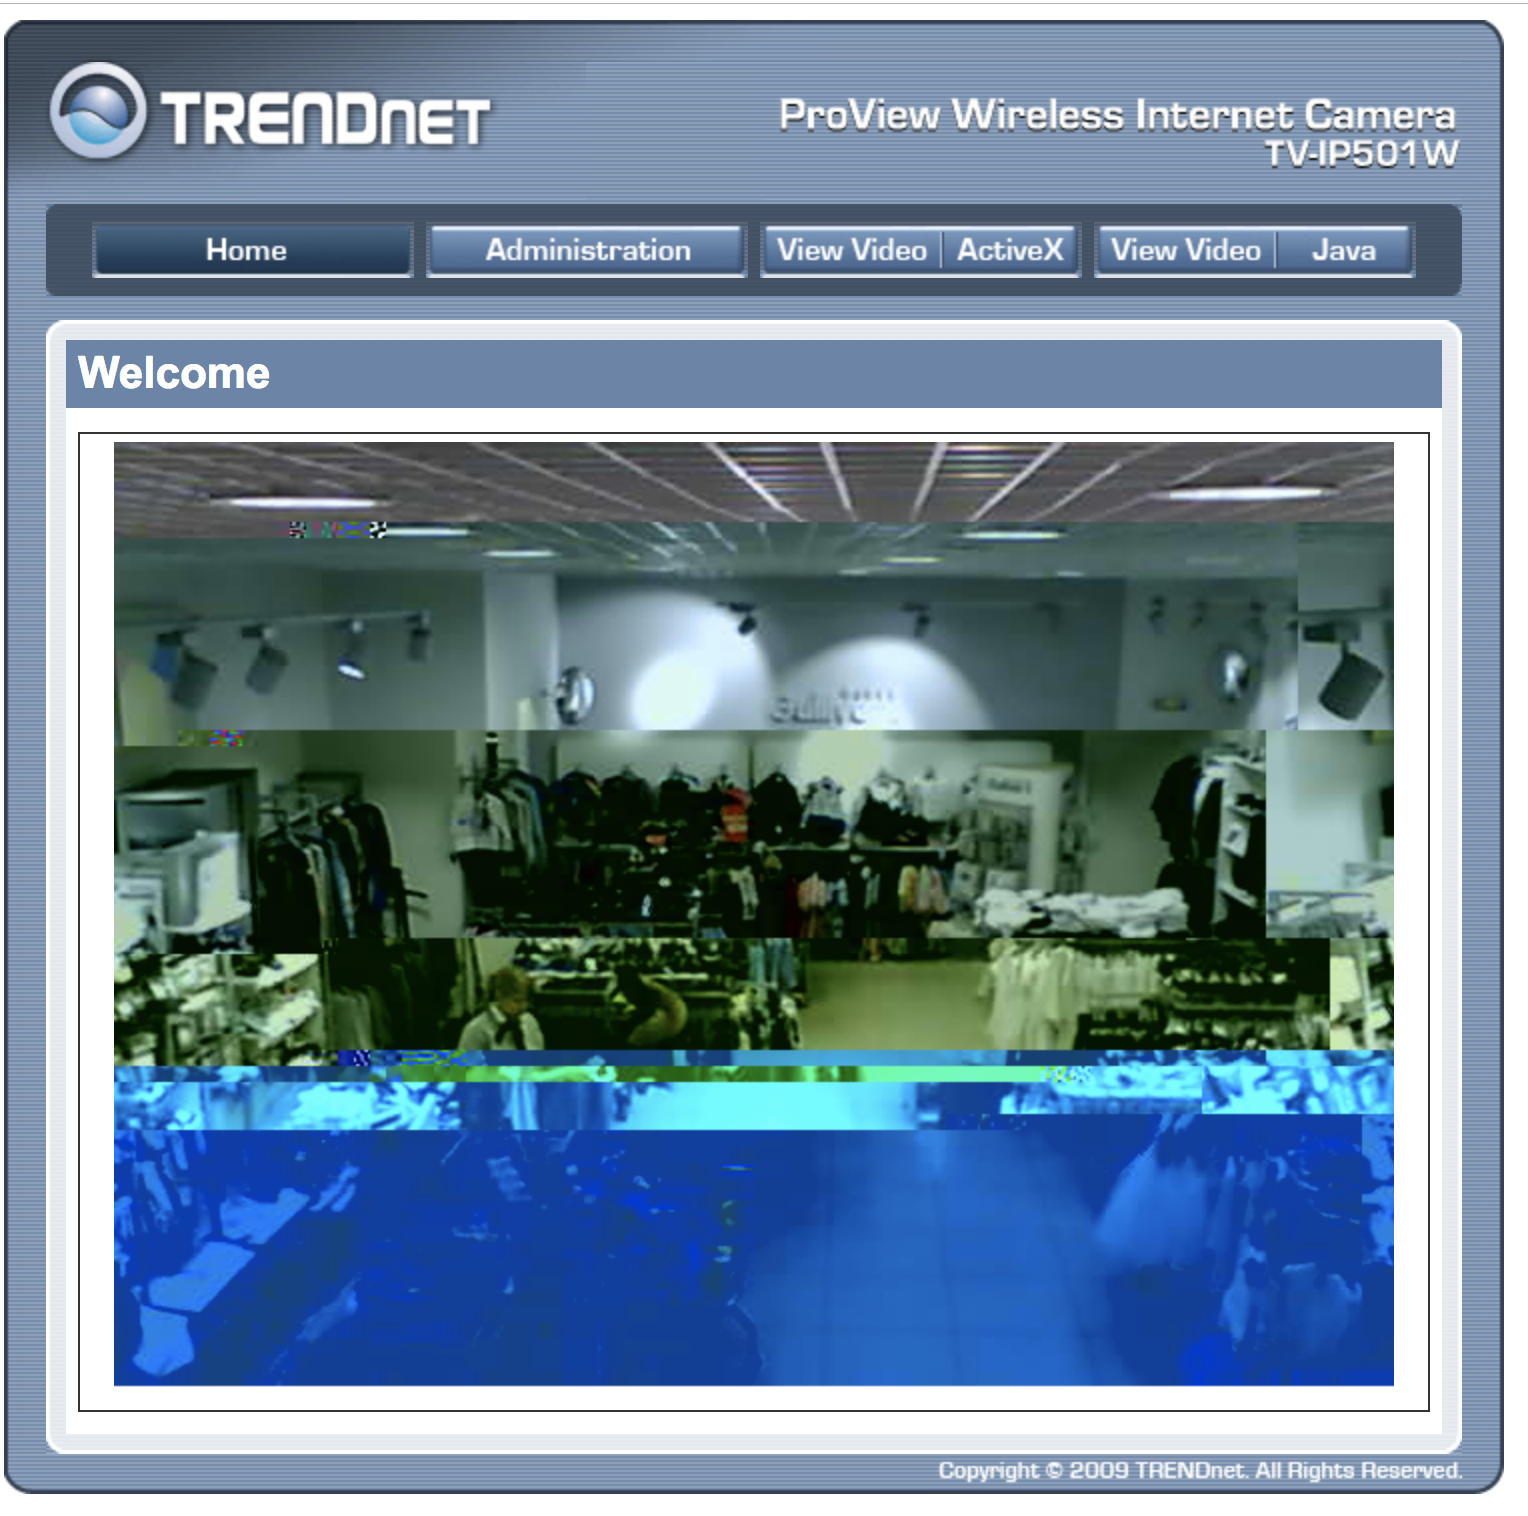 TRENDNET
ProView Wireless Internet Camera
TV-IP501W
Home
Administration
View Video
ActiveX
View Video
Java
Welcome
Copyright © 2009 TRENDnet. All Rights Reserved.